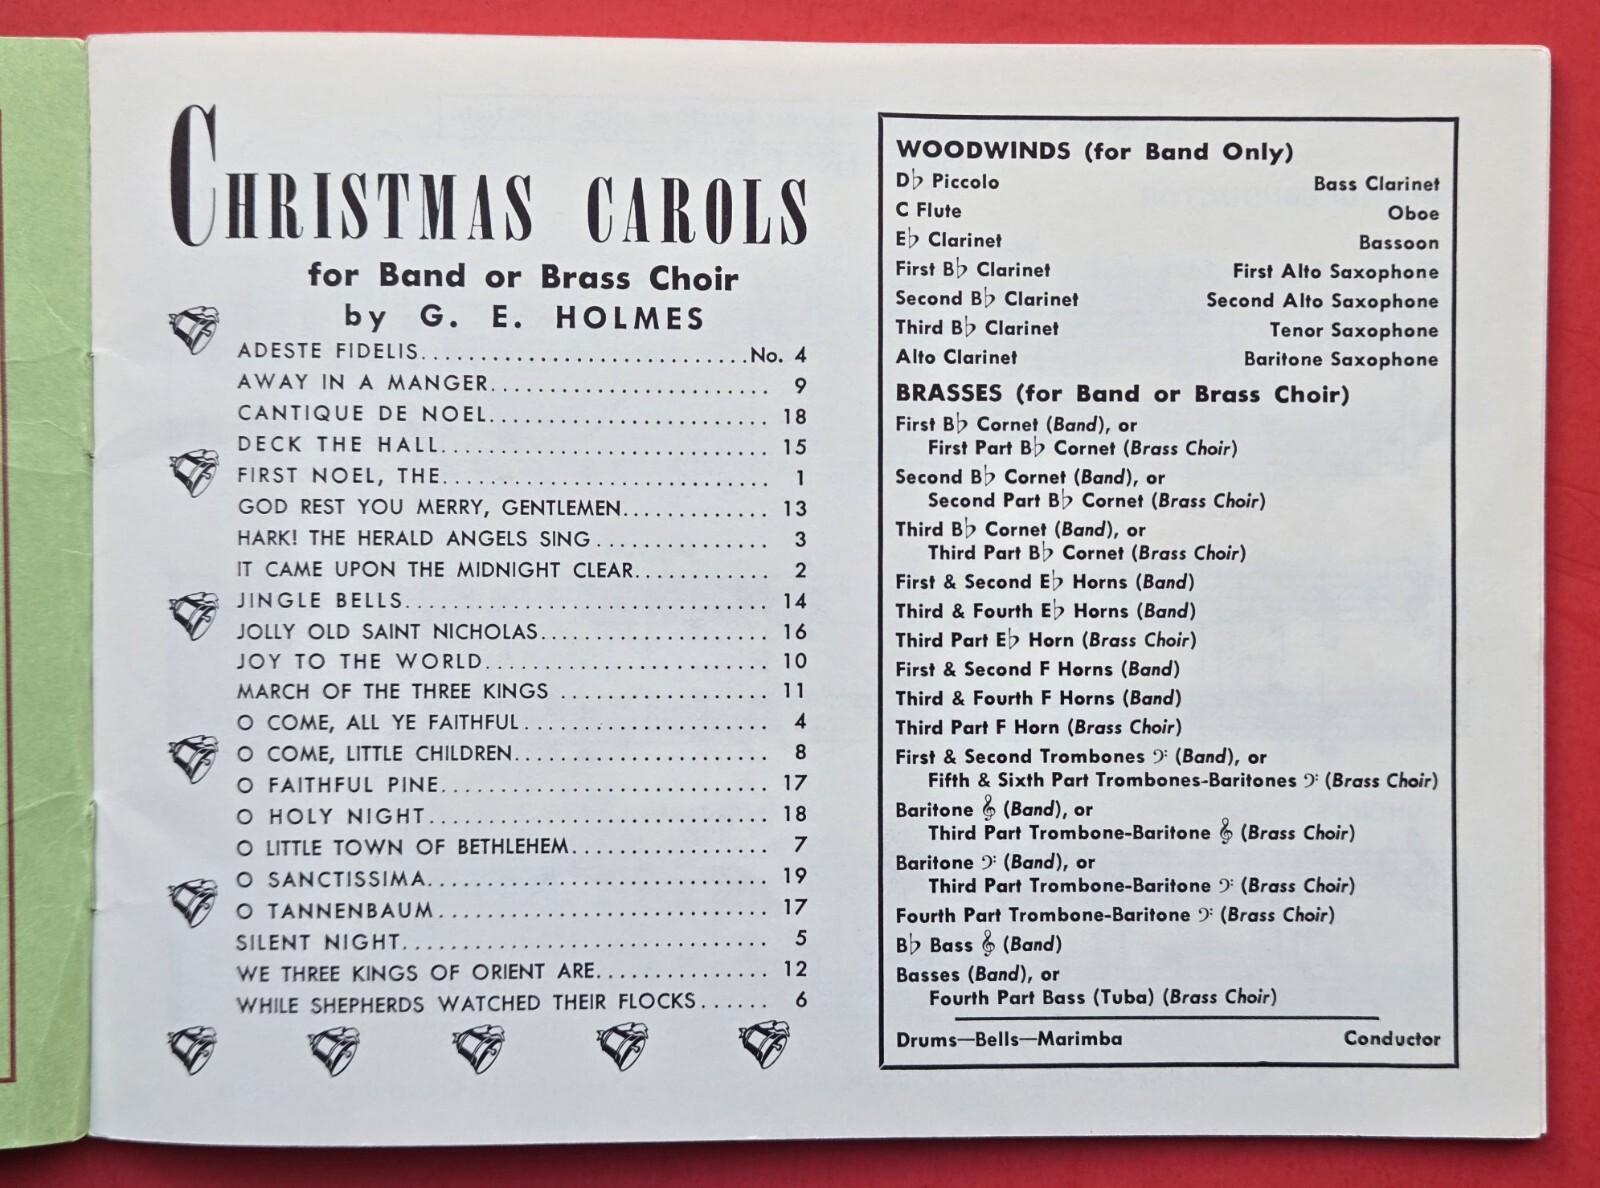 CHRISTMAS CAROLS
for Band or Brass Choir
by G. E. HOLMES
ADESTE FIDELIS............................No. 4
AWAY IN A MANGER........................ 9
CANTIQUE DE NOEL........................ 18
DECK THE HALL............................ 15
FIRST NOEL, THE............................ 1
GOD REST YOU MERRY, GENTLEMEN............. 13
HARK! THE HERALD ANGELS SING............... 3
IT CAME UPON THE MIDNIGHT CLEAR............ 2
JINGLE BELLS............................... 14
JOLLY OLD SAINT NICHOLAS.................... 16
JOY TO THE WORLD......................... 10
MARCH OF THE THREE KINGS .................. 11
O COME, ALL YE FAITHFUL..................... 4
O COME, LITTLE CHILDREN...................... 8
O FAITHFUL PINE............................ 17
O HOLY NIGHT............................. 18
O LITTLE TOWN OF BETHLEHEM................. 7
O SANCTISSIMA............................. 19
O TANNENBAUM............................ 17
SILENT NIGHT............................... 5
WE THREE KINGS OF ORIENT ARE............... 12
WHILE SHEPHERDS WATCHED THEIR FLOCKS...... 6
WOODWINDS (for Band Only)
D♭ Piccolo Bass Clarinet
C Flute Oboe
E♭ Clarinet Bassoon
First B♭ Clarinet First Alto Saxophone
Second B♭ Clarinet Second Alto Saxophone
Third B♭ Clarinet Tenor Saxophone
Alto Clarinet Baritone Saxophone
BRASSES (for Band or Brass Choir)
First B♭ Cornet (Band), or
First Part B♭ Cornet (Brass Choir)
Second B♭ Cornet (Band), or
Second Part B♭ Cornet (Brass Choir)
Third B♭ Cornet (Band), or
Third Part B♭ Cornet (Brass Choir)
First & Second E♭ Horns (Band)
Third & Fourth E♭ Horns (Band)
Third Part E♭ Horn (Brass Choir)
First & Second F Horns (Band)
Third & Fourth F Horns (Band)
Third Part F Horn (Brass Choir)
First & Second Trombones 𝄢 (Band), or
Fifth & Sixth Part Trombones-Baritones 𝄢 (Brass Choir)
Baritone 𝄞 (Band), or
Third Part Trombone-Baritone 𝄞 (Brass Choir)
Baritone 𝄢 (Band), or
Third Part Trombone-Baritone 𝄢 (Brass Choir)
Fourth Part Trombone-Baritone 𝄢 (Brass Choir)
B♭ Bass 𝄞 (Band)
Basses (Band), or
Fourth Part Bass (Tuba) (Brass Choir)
Drums—Bells—Marimba Conductor